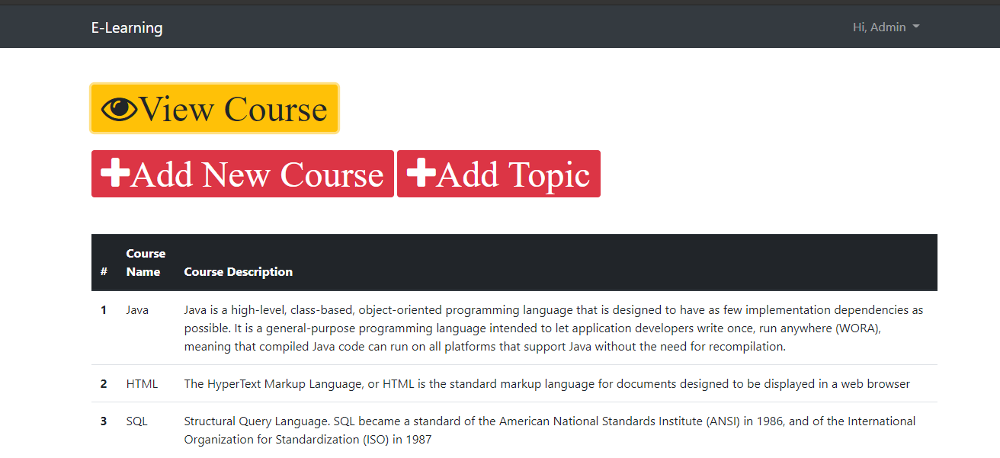 E-Learning
Hi, Admin
View Course
Add New Course
Add Topic
# Course Name Course Description
1 Java Java is a high-level, class-based, object-oriented programming language that is designed to have as few implementation dependencies as
possible. It is a general-purpose programming language intended to let application developers write once, run anywhere (WORA),
meaning that compiled Java code can run on all platforms that support Java without the need for recompilation.
2 HTML The HyperText Markup Language, or HTML is the standard markup language for documents designed to be displayed in a web browser
3 SQL Structural Query Language. SQL became a standard of the American National Standards Institute (ANSI) in 1986, and of the International
Organization for Standardization (ISO) in 1987